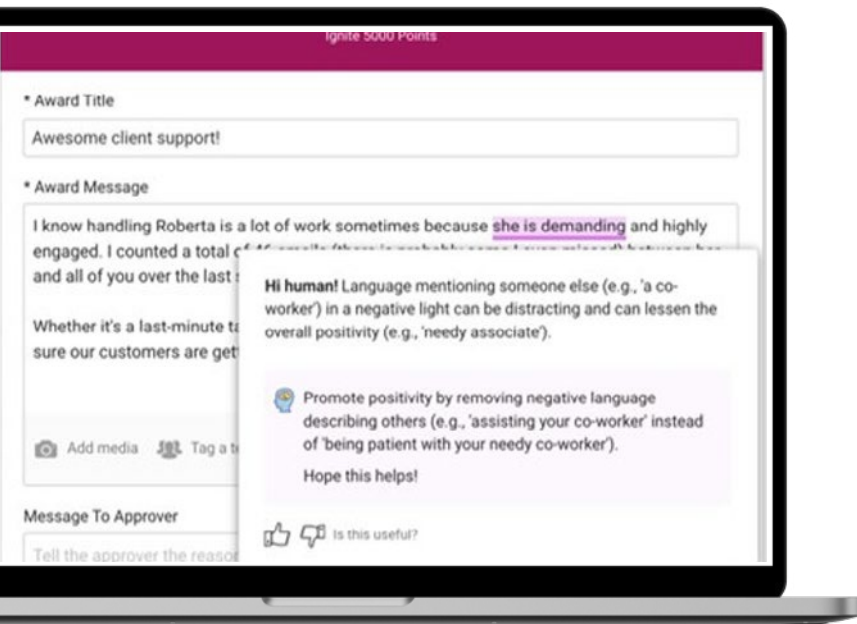 Ignite 5000 Points
* Award Title
Awesome client support!
* Award Message
I know handling Roberta is a lot of work sometimes because she is demanding and highly
engaged. I counted a total
and all of you over the last
Whether it's a last-minute
sure our customers are
Add media Tag a
Hi human! Language mentioning someone else (e.g., 'a co-
worker') in a negative light can be distracting and can lessen the
overall positivity (e.g., 'needy associate').
Promote positivity by removing negative language
describing others (e.g., 'assisting your co-worker' instead
of 'being patient with your needy co-worker').
Hope this helps!
Is this useful?
Message To Approver
Tell the approver the reason